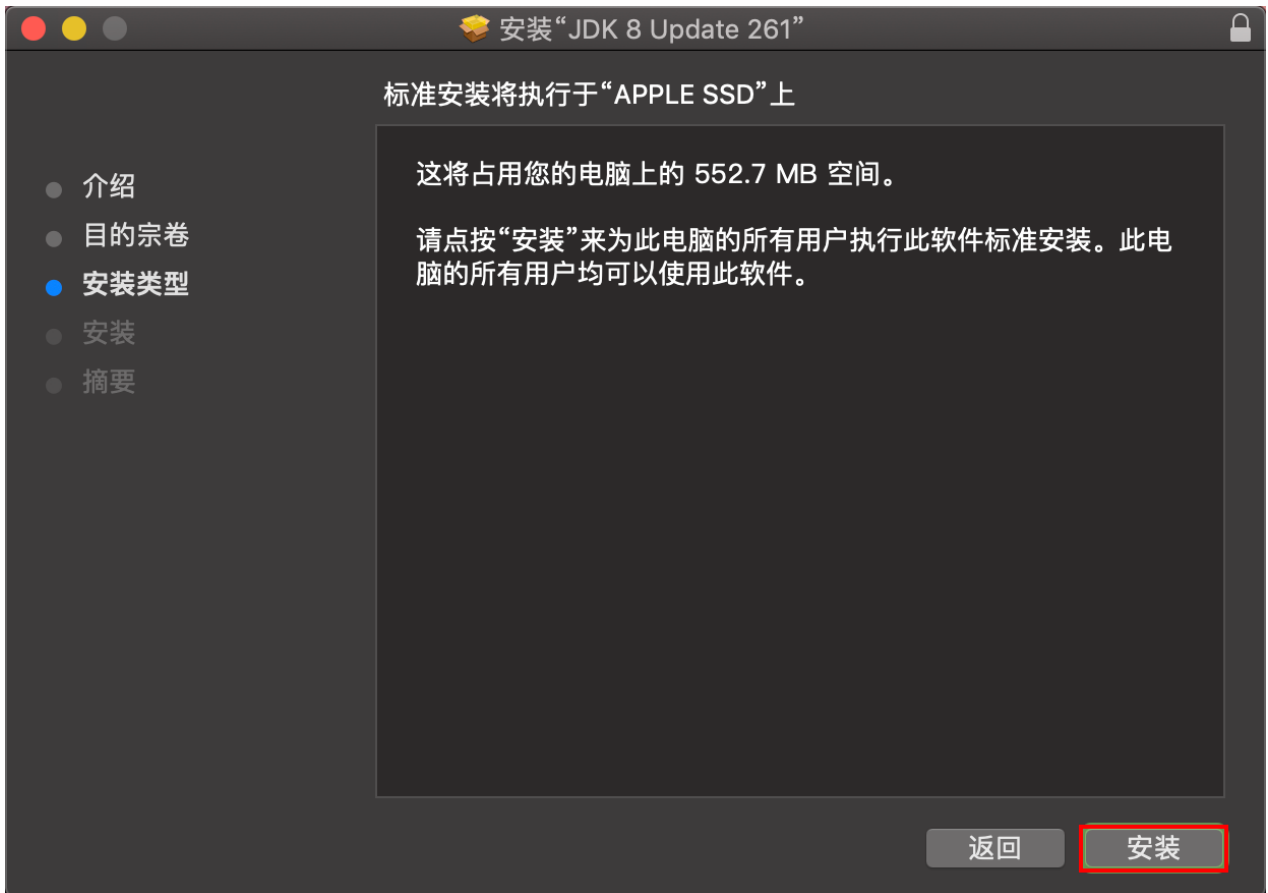 安装“JDK 8 Update 261”
标准安装将执行于“APPLE SSD”上
介绍
目的宗卷
安装类型
安装
摘要
这将占用您的电脑上的 552.7 MB 空间。
请点按“安装”来为此电脑的所有用户执行此软件标准安装。此电
脑的所有用户均可以使用此软件。
返回
安装